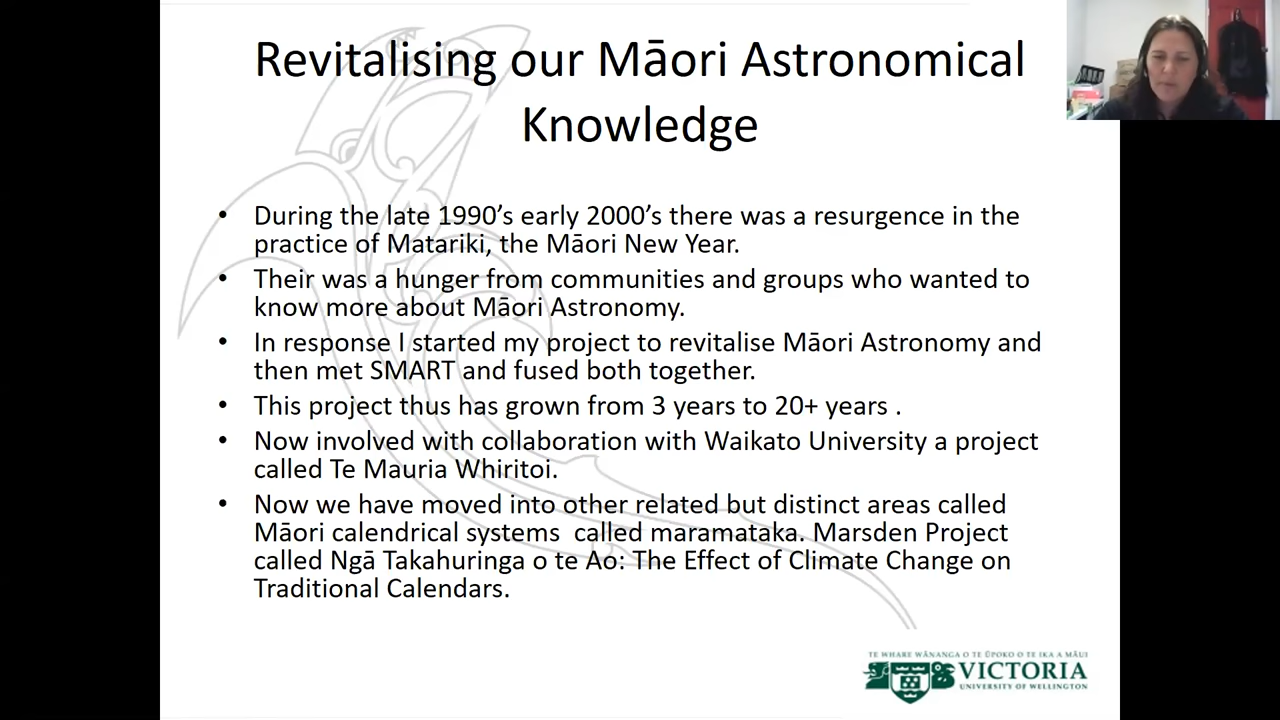 Revitalising our Māori Astronomical
Knowledge
• During the late 1990’s early 2000’s there was a resurgence in the
practice of Matariki, the Māori New Year.
• Their was a hunger from communities and groups who wanted to
know more about Māori Astronomy.
• In response I started my project to revitalise Māori Astronomy and
then met SMART and fused both together.
• This project thus has grown from 3 years to 20+ years .
• Now involved with collaboration with Waikato University a project
called Te Mauria Whiritoi.
• Now we have moved into other related but distinct areas called
Māori calendrical systems  called maramataka. Marsden Project
called Ngā Takahuringa o te Ao: The Effect of Climate Change on
Traditional Calendars.
TE WHARE WĀNANGA O TE ŪPOKO O TE IKA A MĀUI
VICTORIA
UNIVERSITY OF WELLINGTON